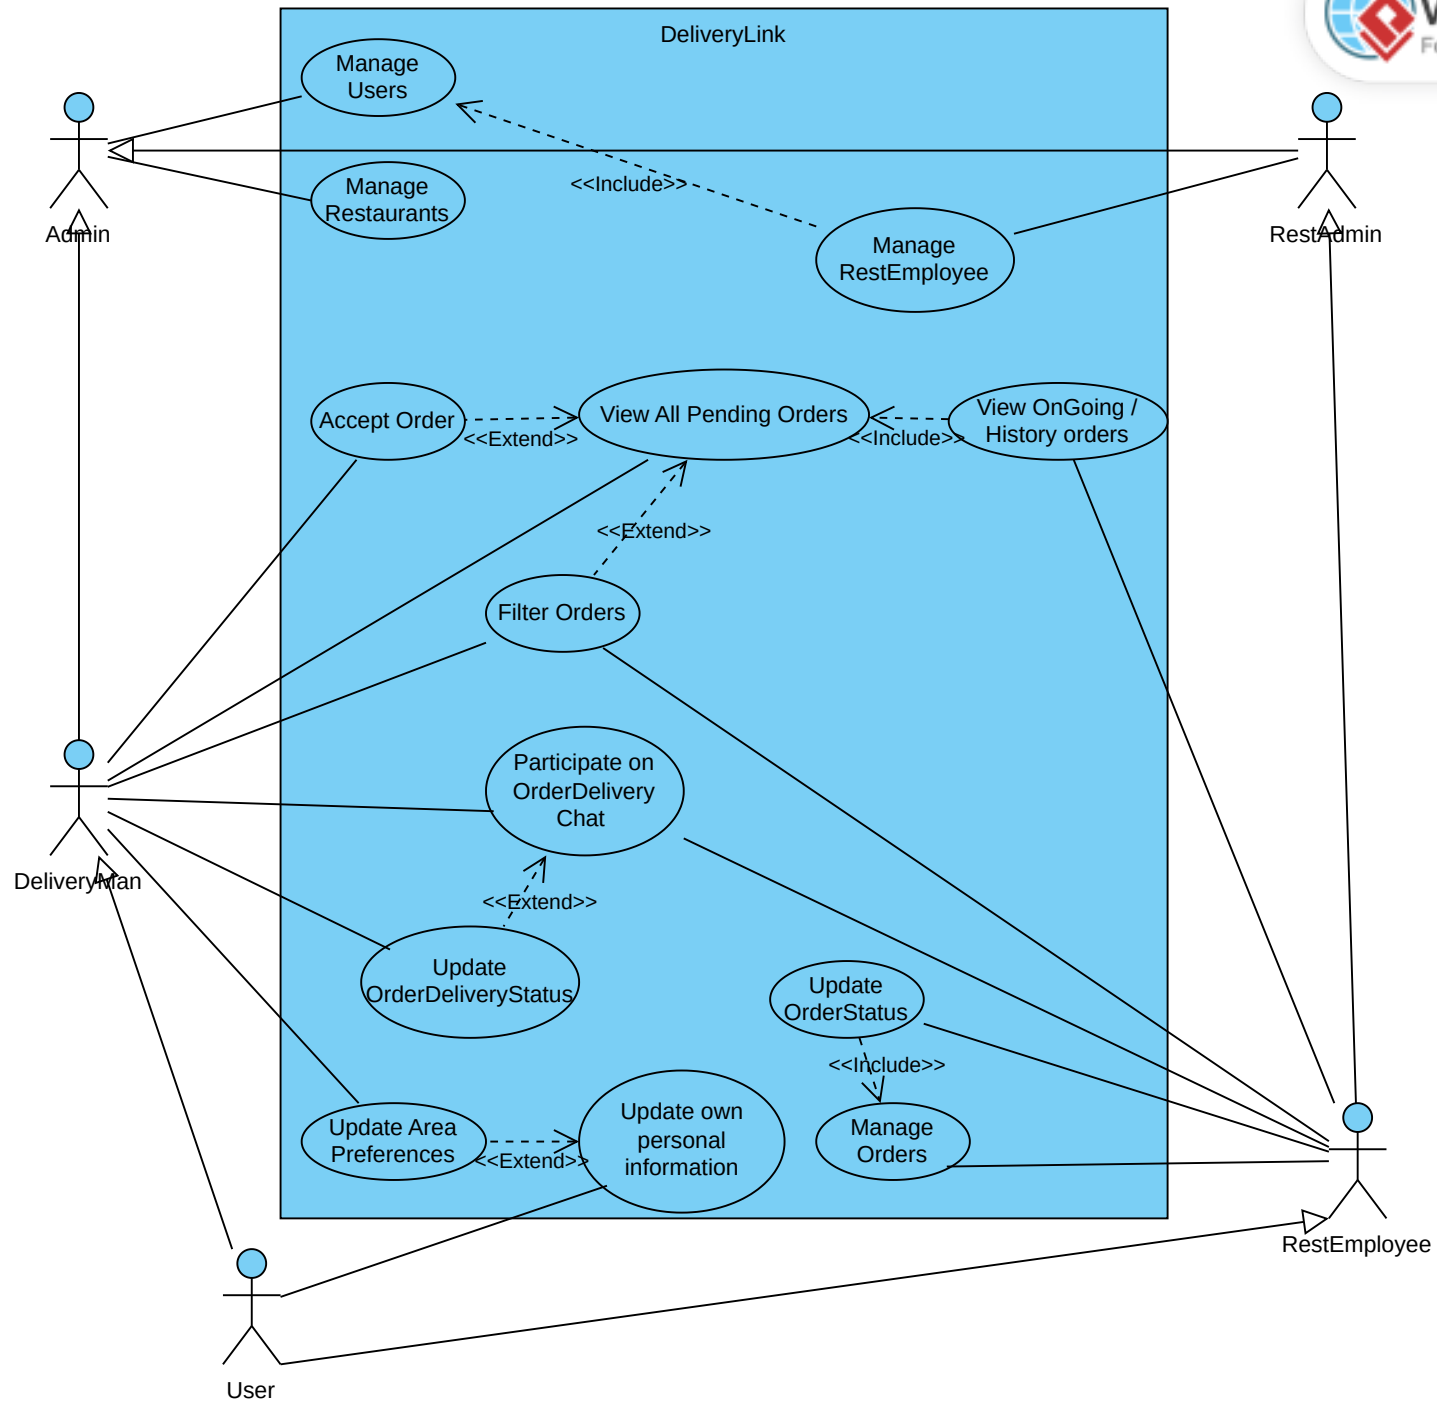 DeliveryLink
Manage
Users
Manage
Restaurants
<<Include>>
Manage
RestEmployee
Admin
RestAdmin
Accept Order
<<Extend>>
View All Pending Orders
<<Include>>
View OnGoing /
History orders
<<Extend>>
Filter Orders
Participate on
OrderDelivery
Chat
DeliveryMan
<<Extend>>
Update
OrderDeliveryStatus
Update
OrderStatus
<<Include>>
Update Area
Preferences
<<Extend>>
Update own
personal
information
Manage
Orders
RestEmployee
User